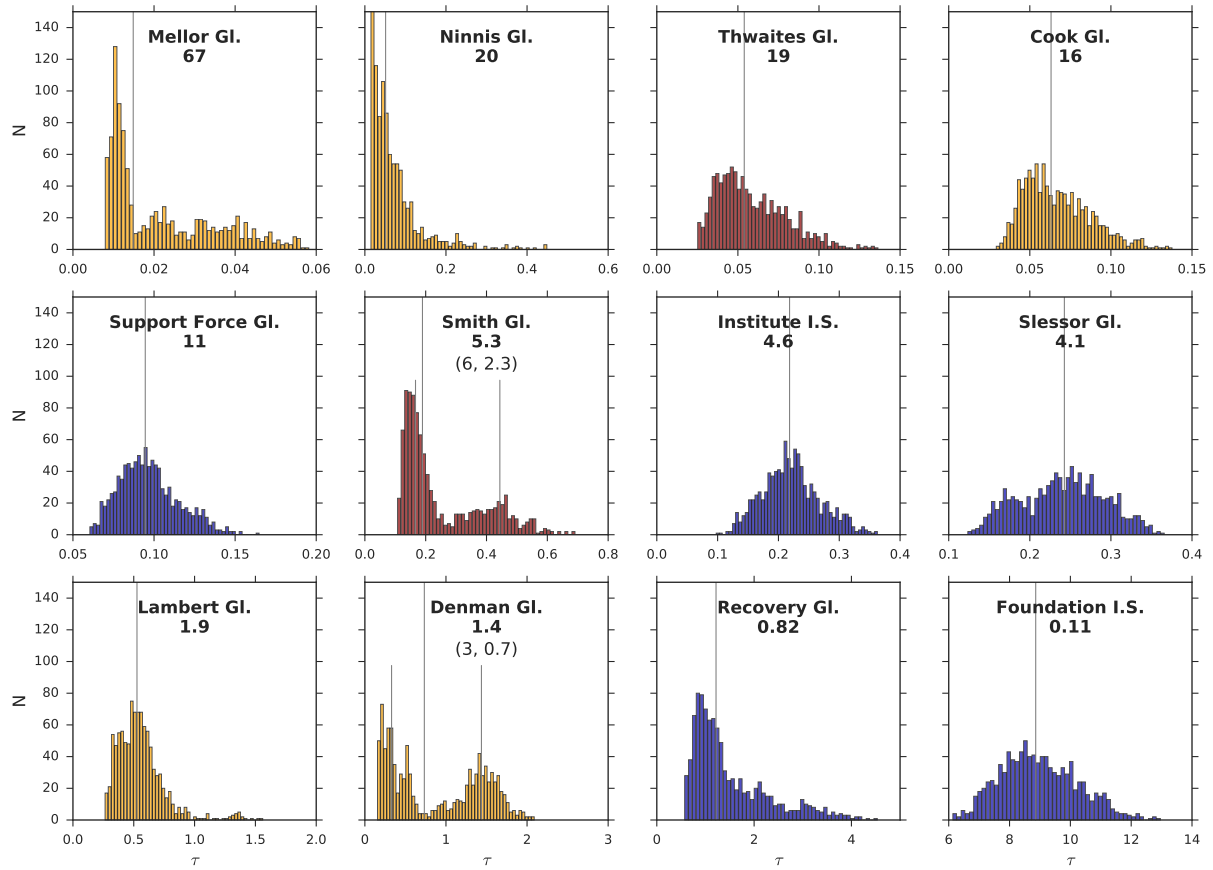 Mellor Gl.
67
N
140
120
100
80
60
40
20
0
0.00 0.02 0.04 0.06
Ninnis Gl.
20
0.0 0.2 0.4 0.6
Thwaites Gl.
19
0.00 0.05 0.10 0.15
Cook Gl.
16
0.00 0.05 0.10 0.15
Support Force Gl.
11
N
140
120
100
80
60
40
20
0
0.05 0.10 0.15 0.20
Smith Gl.
5.3
(6, 2.3)
0.0 0.2 0.4 0.6 0.8
Institute I.S.
4.6
0.0 0.1 0.2 0.3 0.4
Slessor Gl.
4.1
0.1 0.2 0.3 0.4
Lambert Gl.
1.9
N
140
120
100
80
60
40
20
0
0.0 0.5 1.0 1.5 2.0
τ
Denman Gl.
1.4
(3, 0.7)
0 1 2 3
τ
Recovery Gl.
0.82
0 2 4
τ
Foundation I.S.
0.11
6 8 10 12 14
τ